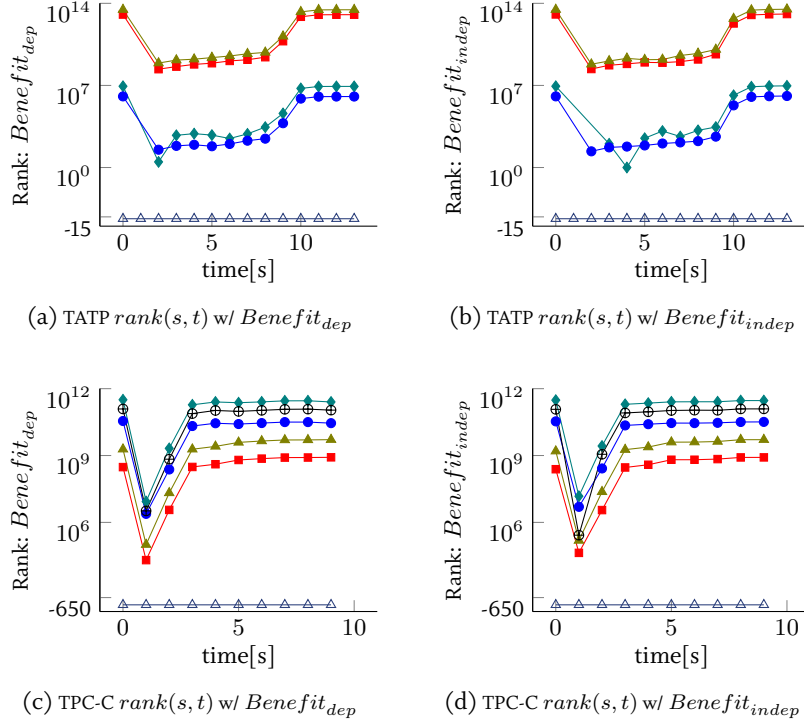 10^14
10^7
10^0
-15
Rank: Benefit_dep
0 5 10
time[s]
(a) TATP rank(s, t) w/ Benefit_dep
10^14
10^7
10^0
-15
Rank: Benefit_indep
0 5 10
time[s]
(b) TATP rank(s, t) w/ Benefit_indep
10^12
10^9
10^6
-650
Rank: Benefit_dep
0 5 10
time[s]
(c) TPC-C rank(s, t) w/ Benefit_dep
10^12
10^9
10^6
-650
Rank: Benefit_indep
0 5 10
time[s]
(d) TPC-C rank(s, t) w/ Benefit_indep